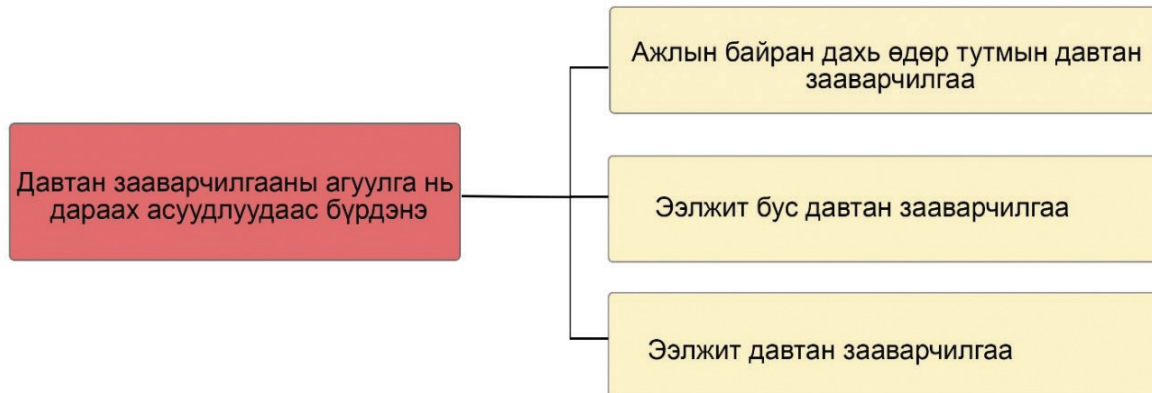 Давтан зааварчилгааны агуулга нь
дараах асуудлуудаас бүрдэнэ
Ажлын байран дахь өдөр тутмын давтан
зааварчилгаа
Ээлжит бус давтан зааварчилгаа
Ээлжит давтан зааварчилгаа